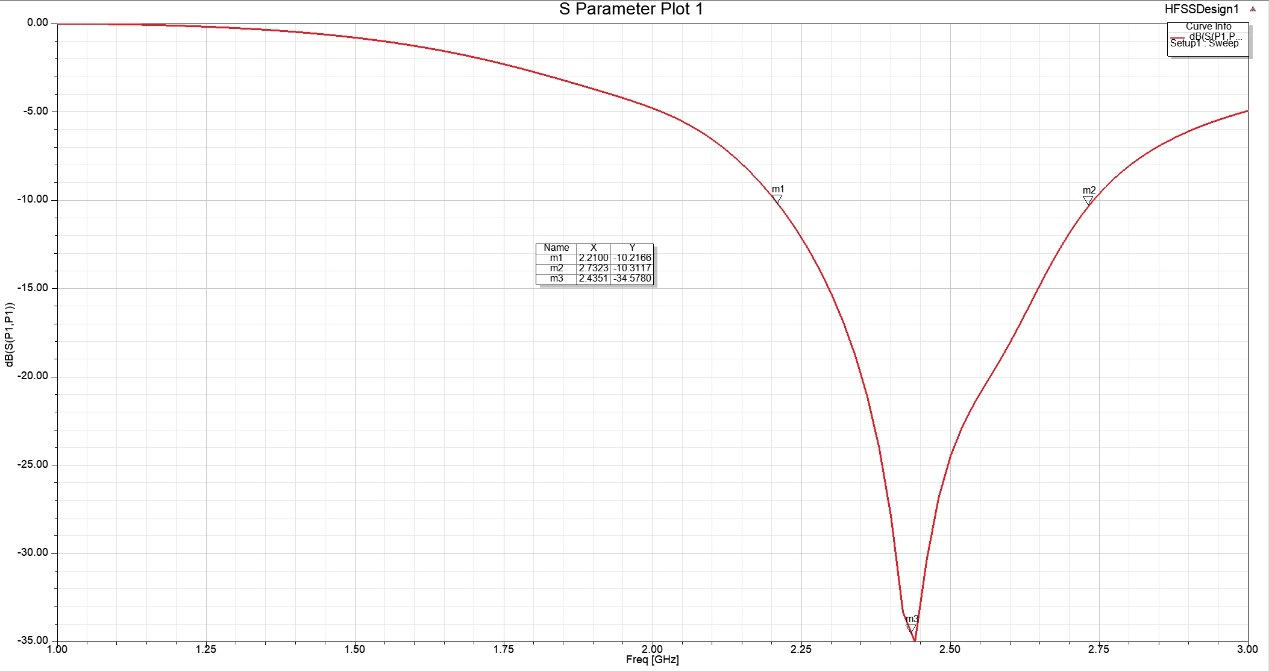 S Parameter Plot 1
HFSSDesign1
Curve Info
dB(S(P1,P...
Setup1 : Sweep
0.00
-5.00
-10.00
-15.00
-20.00
-25.00
-30.00
-35.00
dB(S(P1,P1))
m1
m2
m3
Name X Y
m1 2.2100 -10.2166
m2 2.7323 -10.3117
m3 2.4351 -34.5780
1.00 1.25 1.50 1.75 2.00 2.25 2.50 2.75 3.00
Freq [GHz]